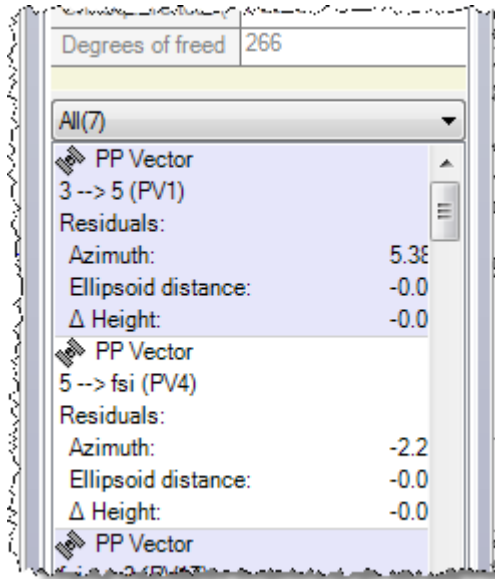 Degrees of freed 266
All(7)
PP Vector
3 --> 5 (PV1)
Residuals:
Azimuth: 5.38
Ellipsoid distance: -0.0
Δ Height: -0.0
PP Vector
5 --> fsi (PV4)
Residuals:
Azimuth: -2.2
Ellipsoid distance: -0.0
Δ Height: -0.0
PP Vector